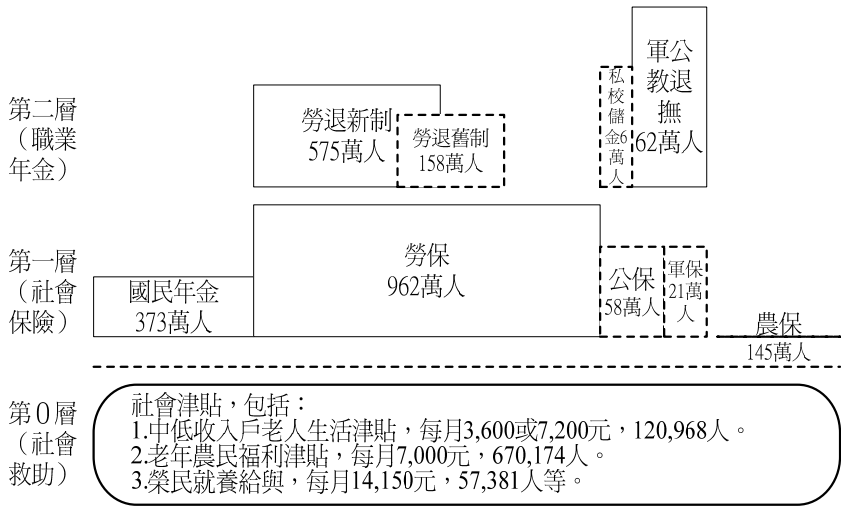 第二層
（職業
年金）
勞退新制
575萬人
勞退舊制
158萬人
私
校
儲
金6
萬
人
軍公
教退
撫
62萬人
第一層
（社會
保險）
國民年金
373萬人
勞保
962萬人
公保
58萬人
軍保
21萬
人
農保
145萬人
第０層
（社會
救助）
社會津貼，包括：
1.中低收入戶老人生活津貼，每月3,600或7,200元，120,968人。
2.老年農民福利津貼，每月7,000元，670,174人。
3.榮民就養給與，每月14,150元，57,381人等。